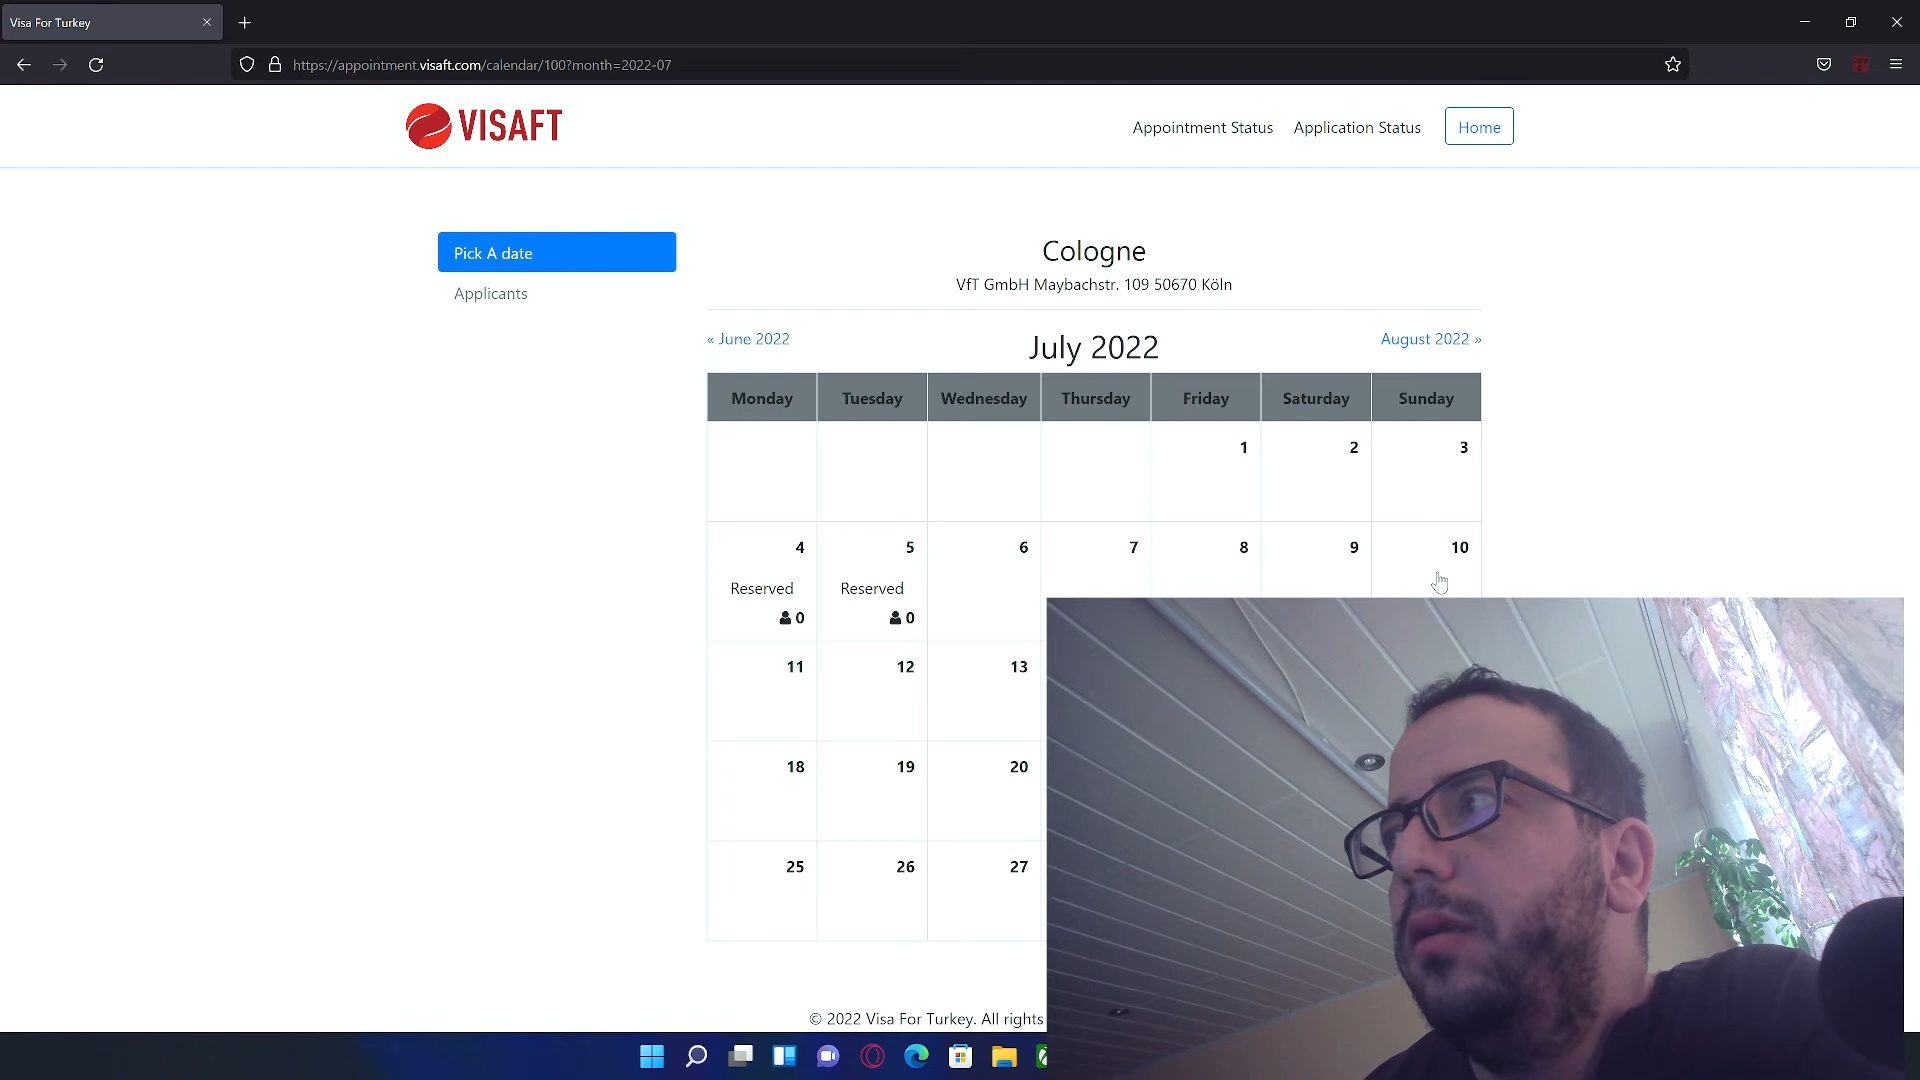 Visa For Turkey
https://appointment.visaft.com/calendar/100?month=2022-07
VISAFT
Appointment Status
Application Status
Home
Pick A date
Applicants
Cologne
VfT GmbH Maybachstr. 109 50670 Köln
« June 2022
July 2022
August 2022 »
Monday Tuesday Wednesday Thursday Friday Saturday Sunday
1 2 3
4 5 6 7 8 9 10
Reserved Reserved
0 0
11 12 13
18 19 20
25 26 27
© 2022 Visa For Turkey. All rights